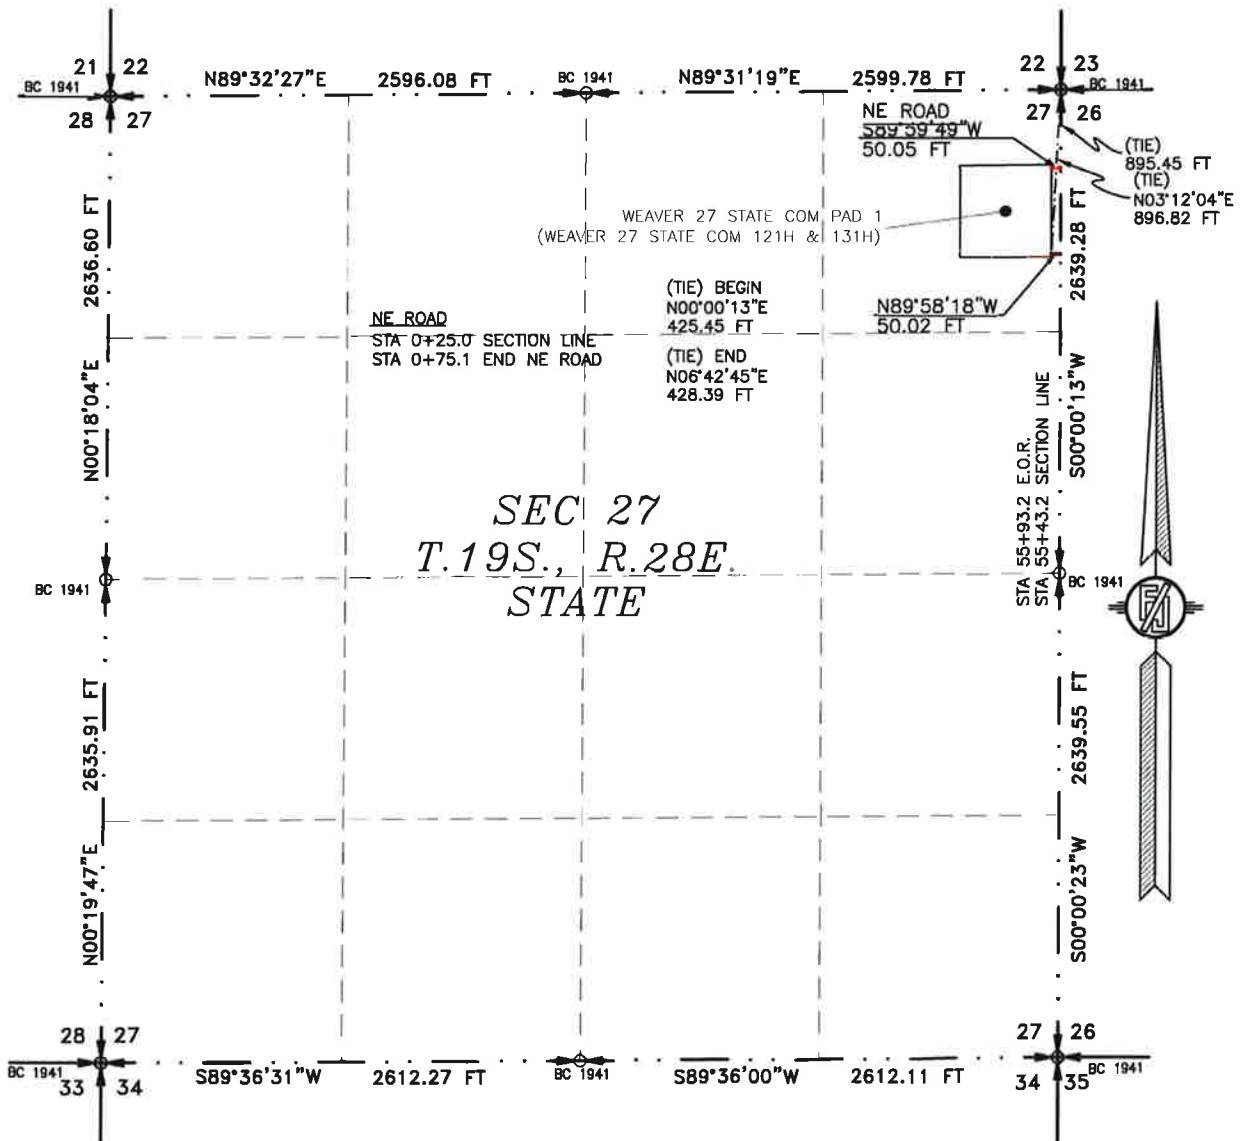 21 22
BC 1941
28 27
N89°32'27"E 2596.08 FT
BC 1941
N89°31'19"E 2599.78 FT
22 23
BC 1941
27 26
NE ROAD
S89°59'49"W
50.05 FT
(TIE)
895.45 FT
(TIE)
N03°12'04"E
896.82 FT
WEAVER 27 STATE COM PAD 1
(WEAVER 27 STATE COM 121H & 131H)
2636.60 FT
N00°18'04"E
2639.28 FT
S00°00'13"W
(TIE) BEGIN
N00°00'13"E
425.45 FT
(TIE) END
N06°42'45"E
428.39 FT
N89°58'18"W
50.02 FT
NE ROAD
STA 0+25.0 SECTION LINE
STA 0+75.1 END NE ROAD
STA 55+93.2 E.O.R.
STA 55+43.2 SECTION LINE
SEC 27
T.19S., R.28E.
STATE
BC 1941
BC 1941
2635.91 FT
N00°19'47"E
2639.55 FT
S00°00'23"W
28 27
BC 1941
33 34
S89°36'31"W 2612.27 FT
BC 1941
S89°36'00"W 2612.11 FT
27 26
34 35
BC 1941